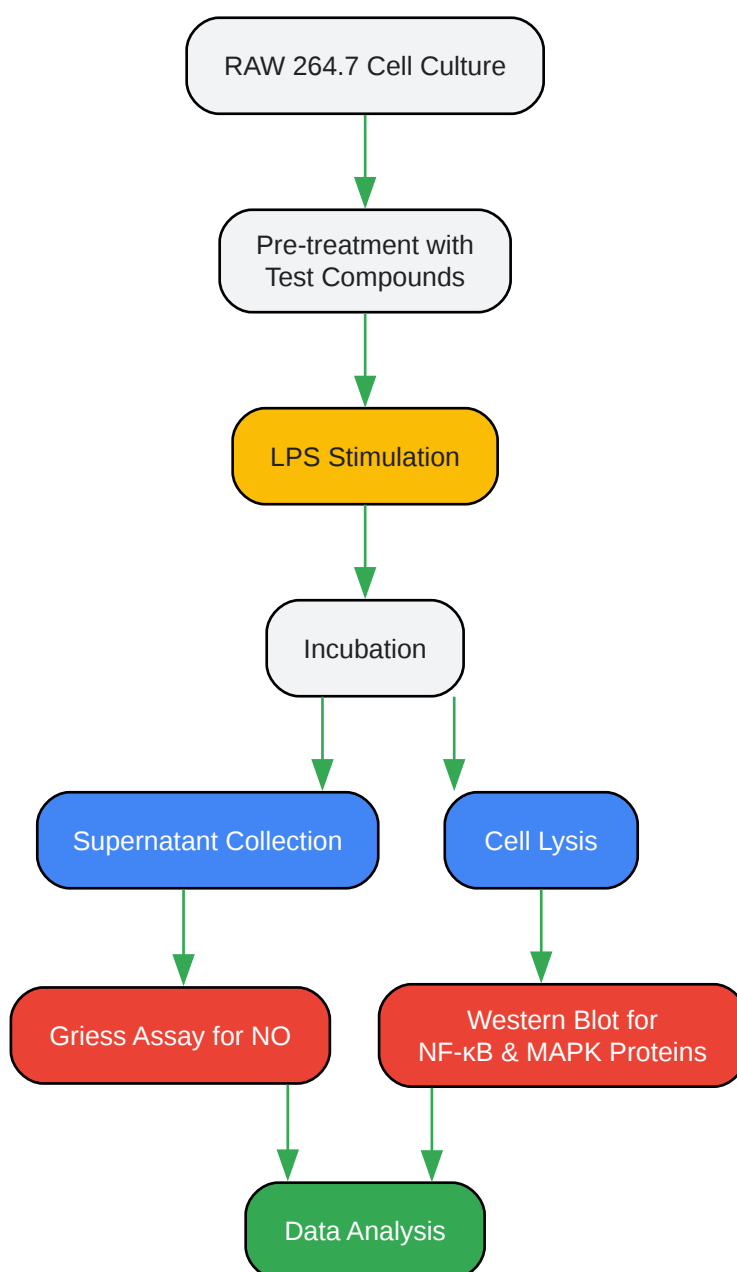 RAW 264.7 Cell Culture
Pre-treatment with
Test Compounds
LPS Stimulation
Incubation
Supernatant Collection
Cell Lysis
Griess Assay for NO
Western Blot for
NF-κB & MAPK Proteins
Data Analysis